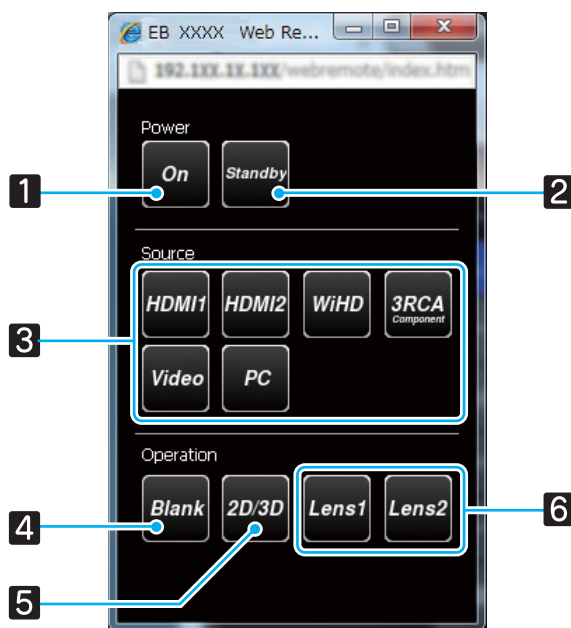 EB XXXX Web Re...
192.1XX.1X.1XX/webremote/index.htm
Power
1 On Standby 2
Source
3 HDMI1 HDMI2 WiHD 3RCA
Component
Video PC
Operation
4 Blank 2D/3D Lens1 Lens2 6
5